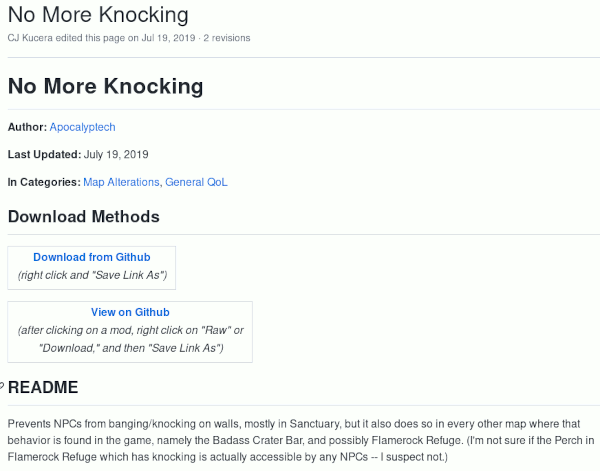 No More Knocking
CJ Kucera edited this page on Jul 19, 2019 · 2 revisions
No More Knocking
Author: Apocalyptech
Last Updated: July 19, 2019
In Categories: Map Alterations, General QoL
Download Methods
Download from Github
(right click and "Save Link As")
View on Github
(after clicking on a mod, right click on "Raw" or
"Download," and then "Save Link As")
README
Prevents NPCs from banging/knocking on walls, mostly in Sanctuary, but it also does so in every other map where that
behavior is found in the game, namely the Badass Crater Bar, and possibly Flamerock Refuge. (I'm not sure if the Perch in
Flamerock Refuge which has knocking is actually accessible by any NPCs -- I suspect not.)